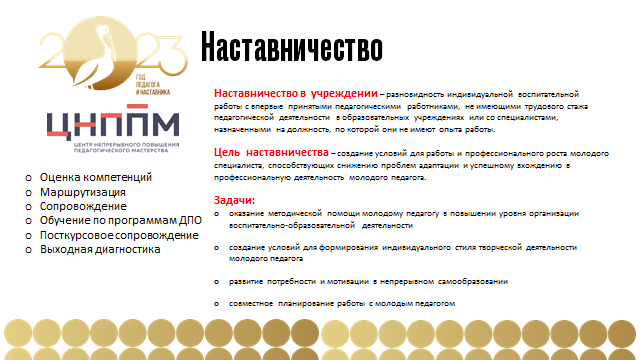 2023
ГОД
ПЕДАГОГА
И НАСТАВНИКА
ЦНППМ
ЦЕНТР НЕПРЕРЫВНОГО ПОВЫШЕНИЯ
ПЕДАГОГИЧЕСКОГО МАСТЕРСТВА
o Оценка компетенций
o Маршрутизация
o Сопровождение
o Обучение по программам ДПО
o Посткурсовое сопровождение
o Выходная диагностика
Наставничество
Наставничество в учреждении – разновидность индивидуальной воспитательной
работы с впервые принятыми педагогическими работниками, не имеющими трудового стажа
педагогической деятельности в образовательных учреждениях или со специалистами,
назначенными на должность, по которой они не имеют опыта работы.
Цель наставничества – создание условий для работы и профессионального роста молодого
специалиста, способствующих снижению проблем адаптации и успешному вхождению в
профессиональную деятельность молодого педагога.
Задачи:
o оказание методической помощи молодому педагогу в повышении уровня организации
воспитательно-образовательной деятельности
o создание условий для формирования индивидуального стиля творческой деятельности
молодого педагога
o развитие потребности и мотивации в непрерывном самообразовании
o совместное планирование работы с молодым педагогом